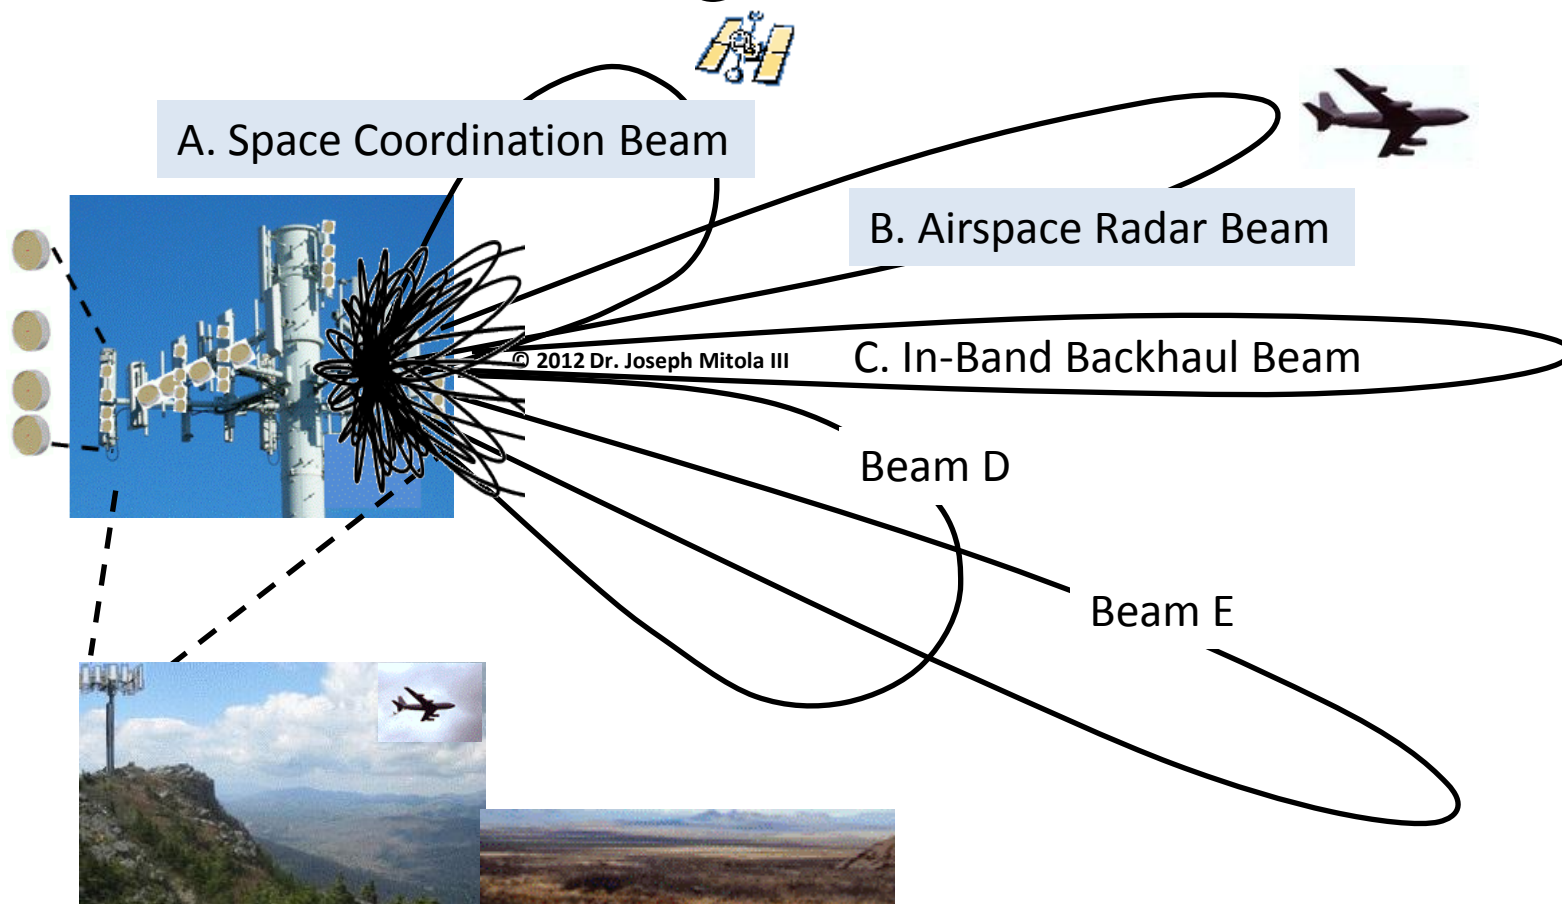 A. Space Coordination Beam
B. Airspace Radar Beam
© 2012 Dr. Joseph Mitola III
C. In-Band Backhaul Beam
Beam D
Beam E